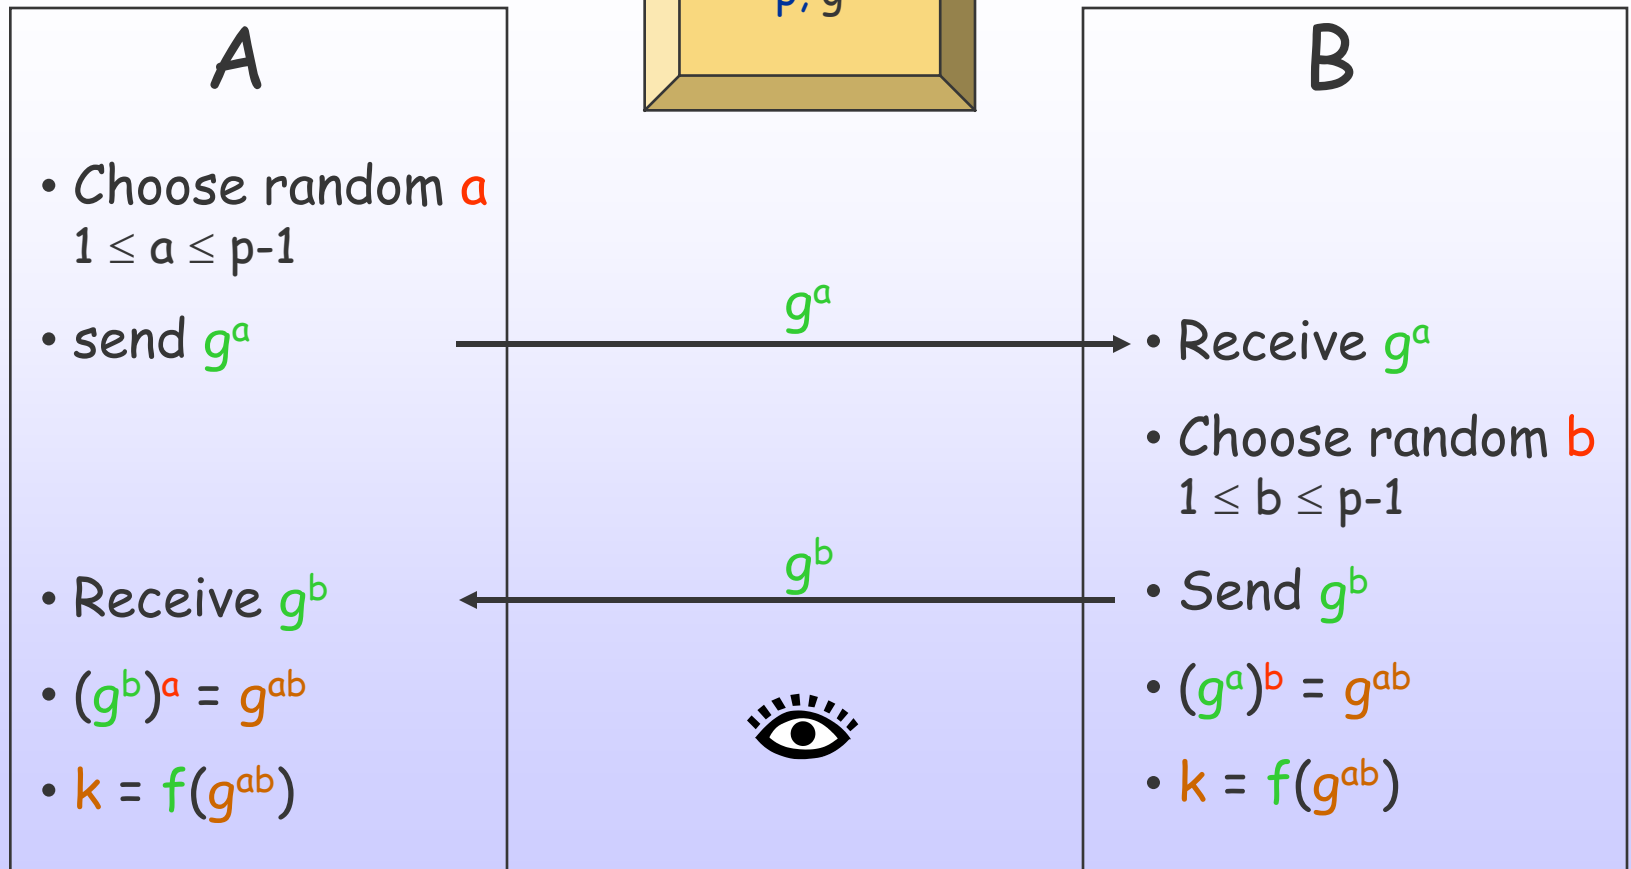 p, g
A
B
• Choose random a
1 ≤ a ≤ p-1
• send gᵃ
gᵃ
• Receive gᵃ
• Choose random b
1 ≤ b ≤ p-1
• Send gᵇ
gᵇ
• Receive gᵇ
• (gᵇ)ᵃ = gᵃᵇ
• k = f(gᵃᵇ)
• (gᵃ)ᵇ = gᵃᵇ
• k = f(gᵃᵇ)